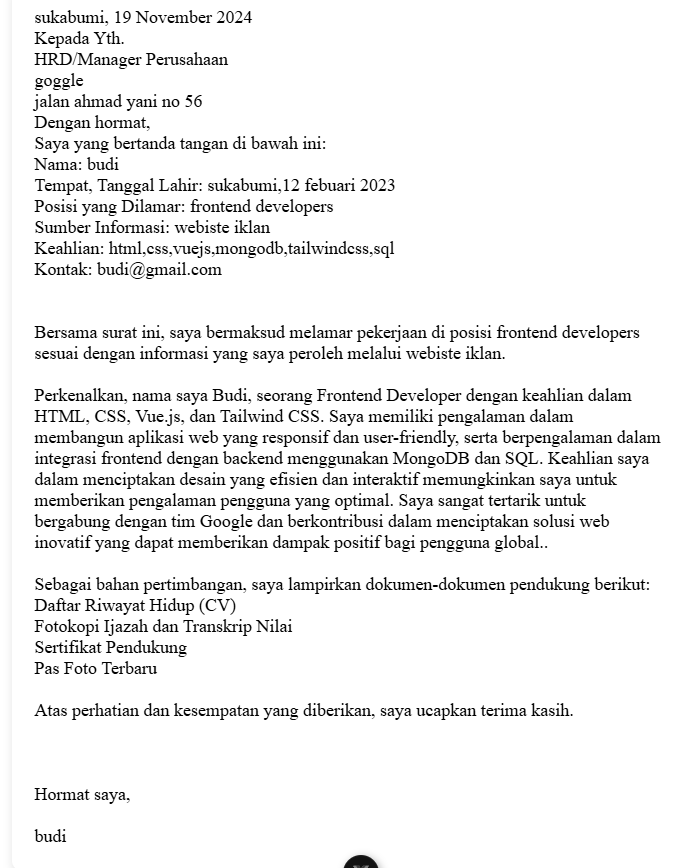 sukabumi, 19 November 2024
Kepada Yth.
HRD/Manager Perusahaan
goggle
jalan ahmad yani no 56
Dengan hormat,
Saya yang bertanda tangan di bawah ini:
Nama: budi
Tempat, Tanggal Lahir: sukabumi,12 febuari 2023
Posisi yang Dilamar: frontend developers
Sumber Informasi: webiste iklan
Keahlian: html,css,vuejs,mongodb,tailwindcss,sql
Kontak: budi@gmail.com
Bersama surat ini, saya bermaksud melamar pekerjaan di posisi frontend developers
sesuai dengan informasi yang saya peroleh melalui webiste iklan.
Perkenalkan, nama saya Budi, seorang Frontend Developer dengan keahlian dalam
HTML, CSS, Vue.js, dan Tailwind CSS. Saya memiliki pengalaman dalam
membangun aplikasi web yang responsif dan user-friendly, serta berpengalaman dalam
integrasi frontend dengan backend menggunakan MongoDB dan SQL. Keahlian saya
dalam menciptakan desain yang efisien dan interaktif memungkinkan saya untuk
memberikan pengalaman pengguna yang optimal. Saya sangat tertarik untuk
bergabung dengan tim Google dan berkontribusi dalam menciptakan solusi web
inovatif yang dapat memberikan dampak positif bagi pengguna global..
Sebagai bahan pertimbangan, saya lampirkan dokumen-dokumen pendukung berikut:
Daftar Riwayat Hidup (CV)
Fotokopi Ijazah dan Transkrip Nilai
Sertifikat Pendukung
Pas Foto Terbaru
Atas perhatian dan kesempatan yang diberikan, saya ucapkan terima kasih.
Hormat saya,
budi